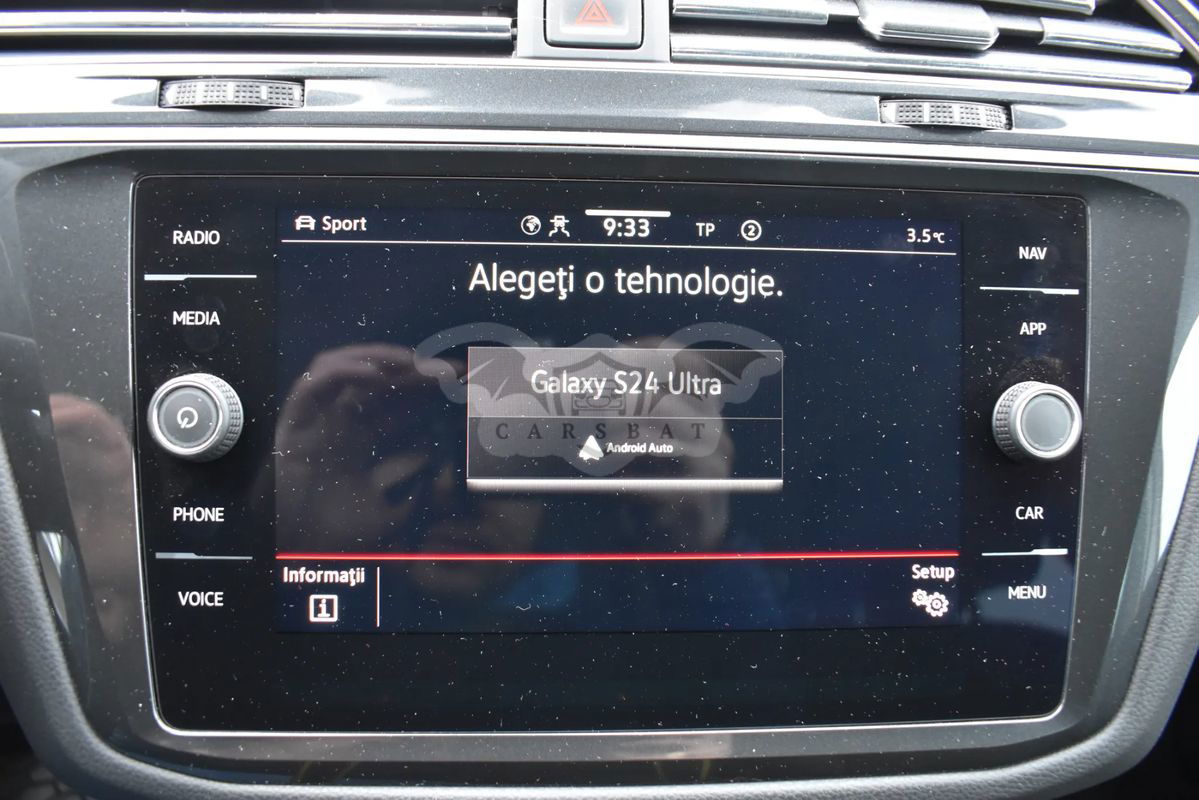 RADIO
MEDIA
PHONE
VOICE
Sport
9:33
TP
2
3.5°C
Alegeţi o tehnologie.
Galaxy S24 Ultra
CARSBAT
Android Auto
Informaţii
Setup
NAV
APP
CAR
MENU